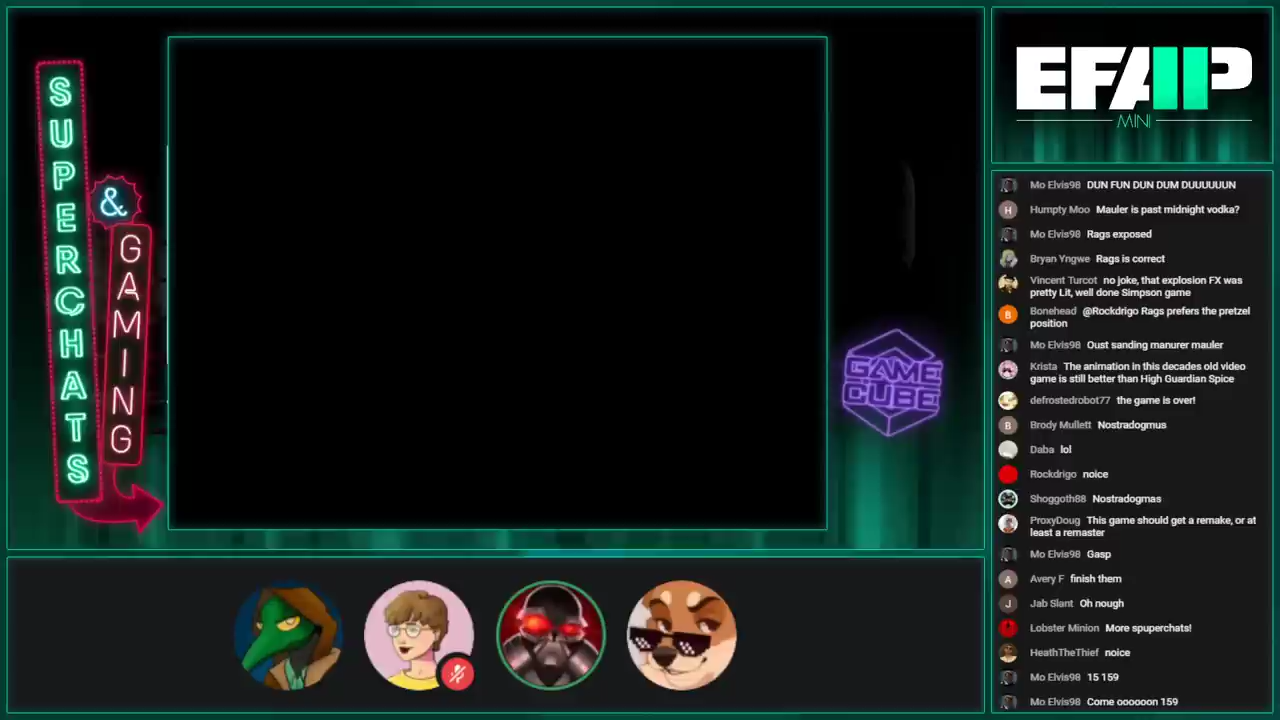 SUPERCHATS
&
GAMING
GAME
CUBE
EFAP
MINI
Mo Elvis98 DUN FUN DUN DUM DUUUUUN
Humpty Moo Mauler is past midnight vodka?
Mo Elvis98 Rags exposed
Bryan Yngwe Rags is correct
Vincent Turcot no joke, that explosion FX was
pretty Lit, well done Simpson game
Bonehead @Rockdrigo Rags prefers the pretzel
position
Mo Elvis98 Oust sanding manurer mauler
Krista The animation in this decades old video
game is still better than High Guardian Spice
defrostedrobot77 the game is over!
Brody Mullett Nostradogmus
Daba lol
Rockdrigo noice
Shoggoth88 Nostradogmas
ProxyDoug This game should get a remake, or at
least a remaster
Mo Elvis98 Gasp
Avery F finish them
Jab Slant Oh nough
Lobster Minion More spuperchats!
HeathTheThief noice
Mo Elvis98 15 159
Mo Elvis98 Come oooooon 159
H
B
B
A
J